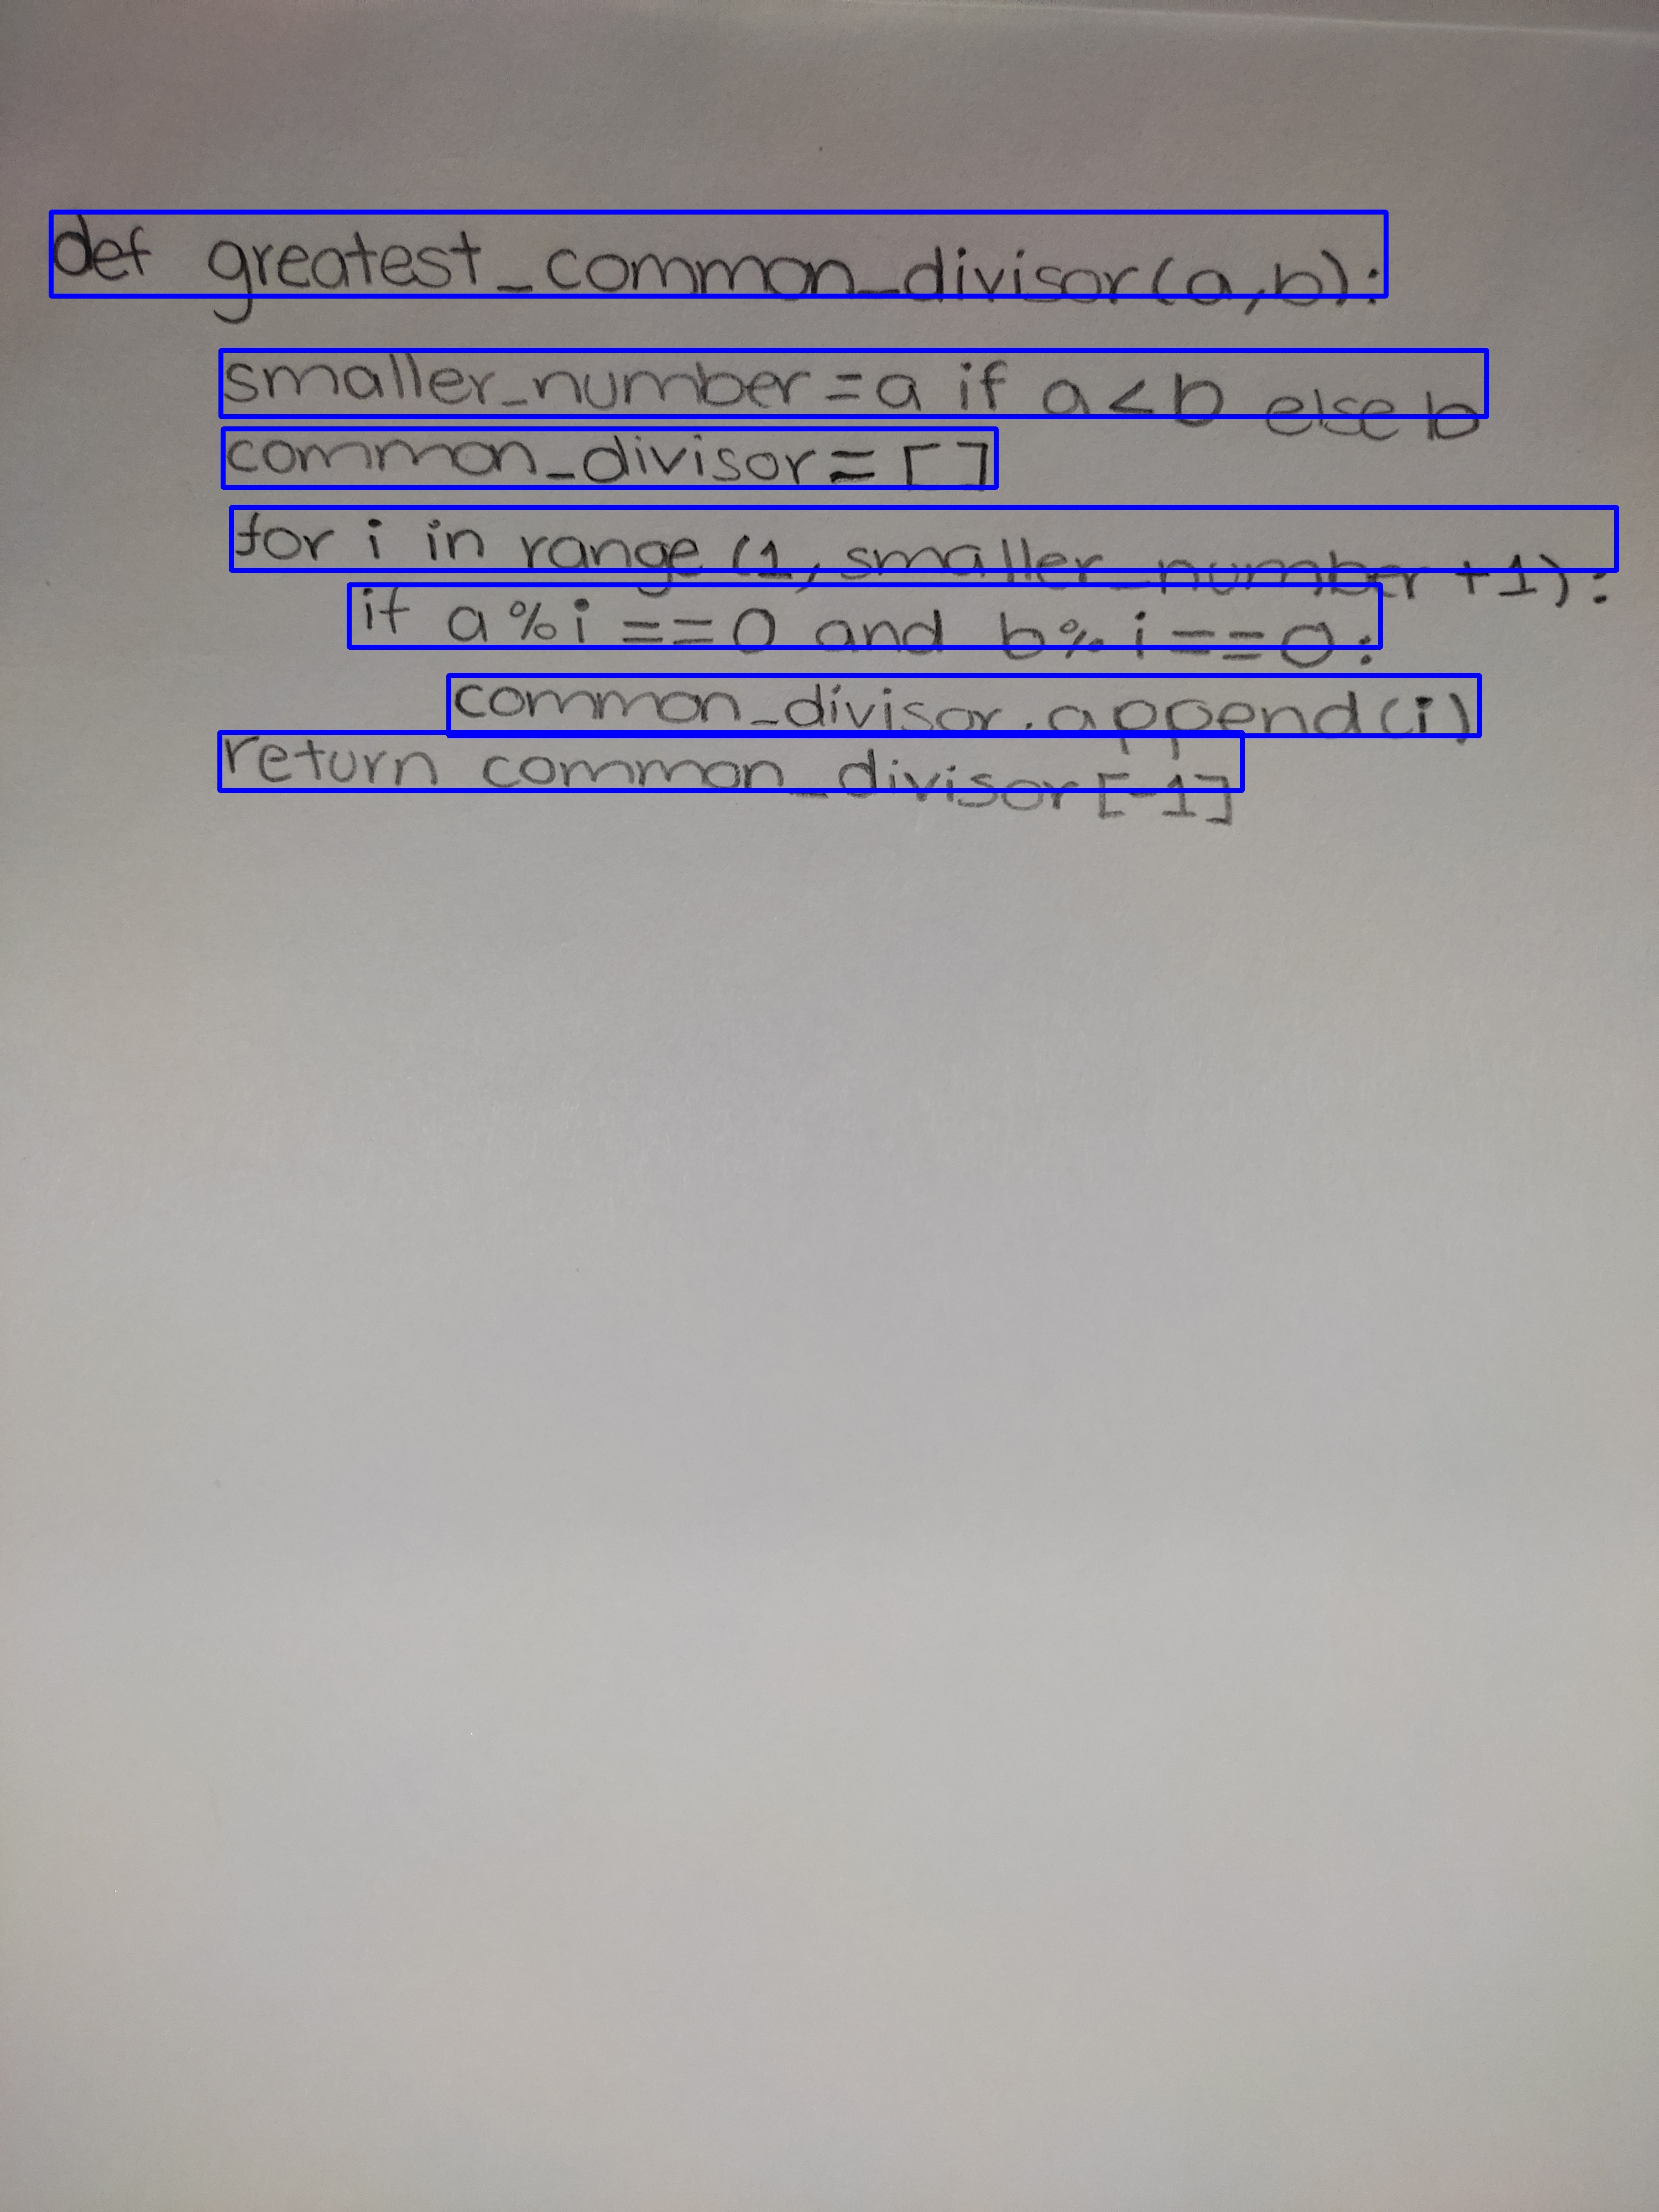 def greatest_common_divisor(a,b):
smaller_number=a if a<b else b
common_divisor=[]
for i in range(1, smaller_number+1):
if a%i==0 and b%i==0:
common_divisor.append(i)
return common_divisor[-1]